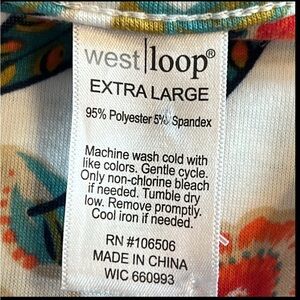 west|loop®
EXTRA LARGE
95% Polyester 5% Spandex
Machine wash cold with
like colors. Gentle cycle.
Only non-chlorine bleach
if needed. Tumble dry
low. Remove promptly.
Cool iron if needed.
RN #106506
MADE IN CHINA
WIC 660993